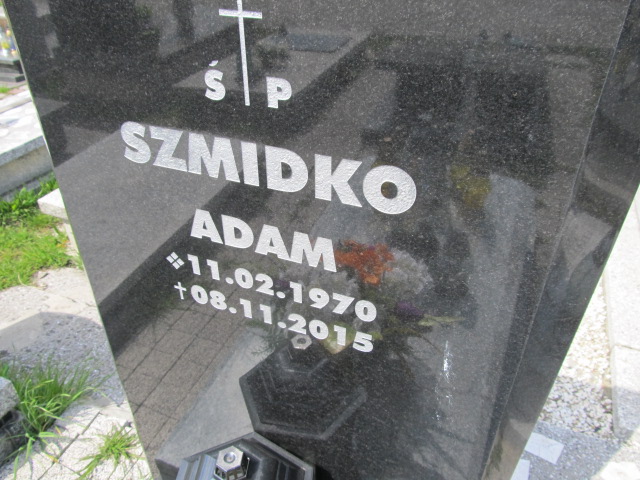 Ś P
SZMIDKO
ADAM
11.02.1970
08.11.2015